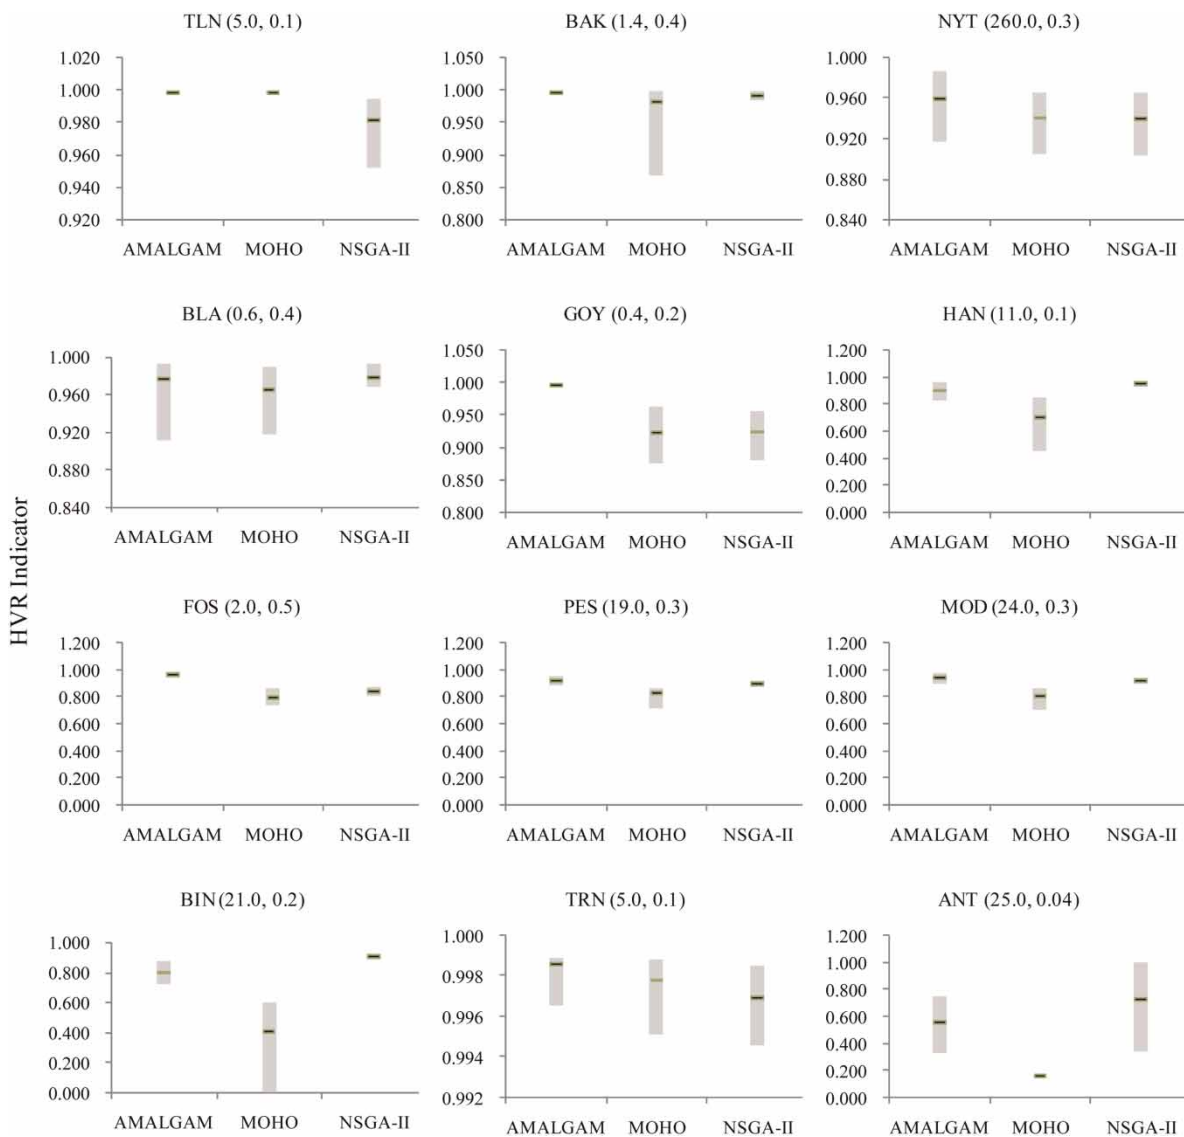 TLN (5.0, 0.1)
1.020
1.000
0.980
0.960
0.940
0.920
AMALGAM MOHO NSGA-II
BAK (1.4, 0.4)
1.050
1.000
0.950
0.900
0.850
0.800
AMALGAM MOHO NSGA-II
NYT (260.0, 0.3)
1.000
0.960
0.920
0.880
0.840
AMALGAM MOHO NSGA-II
HVR Indicator
BLA (0.6, 0.4)
1.000
0.960
0.920
0.880
0.840
AMALGAM MOHO NSGA-II
GOY (0.4, 0.2)
1.050
1.000
0.950
0.900
0.850
0.800
AMALGAM MOHO NSGA-II
HAN (11.0, 0.1)
1.200
1.000
0.800
0.600
0.400
0.200
0.000
AMALGAM MOHO NSGA-II
FOS (2.0, 0.5)
1.200
1.000
0.800
0.600
0.400
0.200
0.000
AMALGAM MOHO NSGA-II
PES (19.0, 0.3)
1.200
1.000
0.800
0.600
0.400
0.200
0.000
AMALGAM MOHO NSGA-II
MOD (24.0, 0.3)
1.200
1.000
0.800
0.600
0.400
0.200
0.000
AMALGAM MOHO NSGA-II
BIN (21.0, 0.2)
1.000
0.800
0.600
0.400
0.200
0.000
AMALGAM MOHO NSGA-II
TRN (5.0, 0.1)
1.000
0.998
0.996
0.994
0.992
AMALGAM MOHO NSGA-II
ANT (25.0, 0.04)
1.200
1.000
0.800
0.600
0.400
0.200
0.000
AMALGAM MOHO NSGA-II